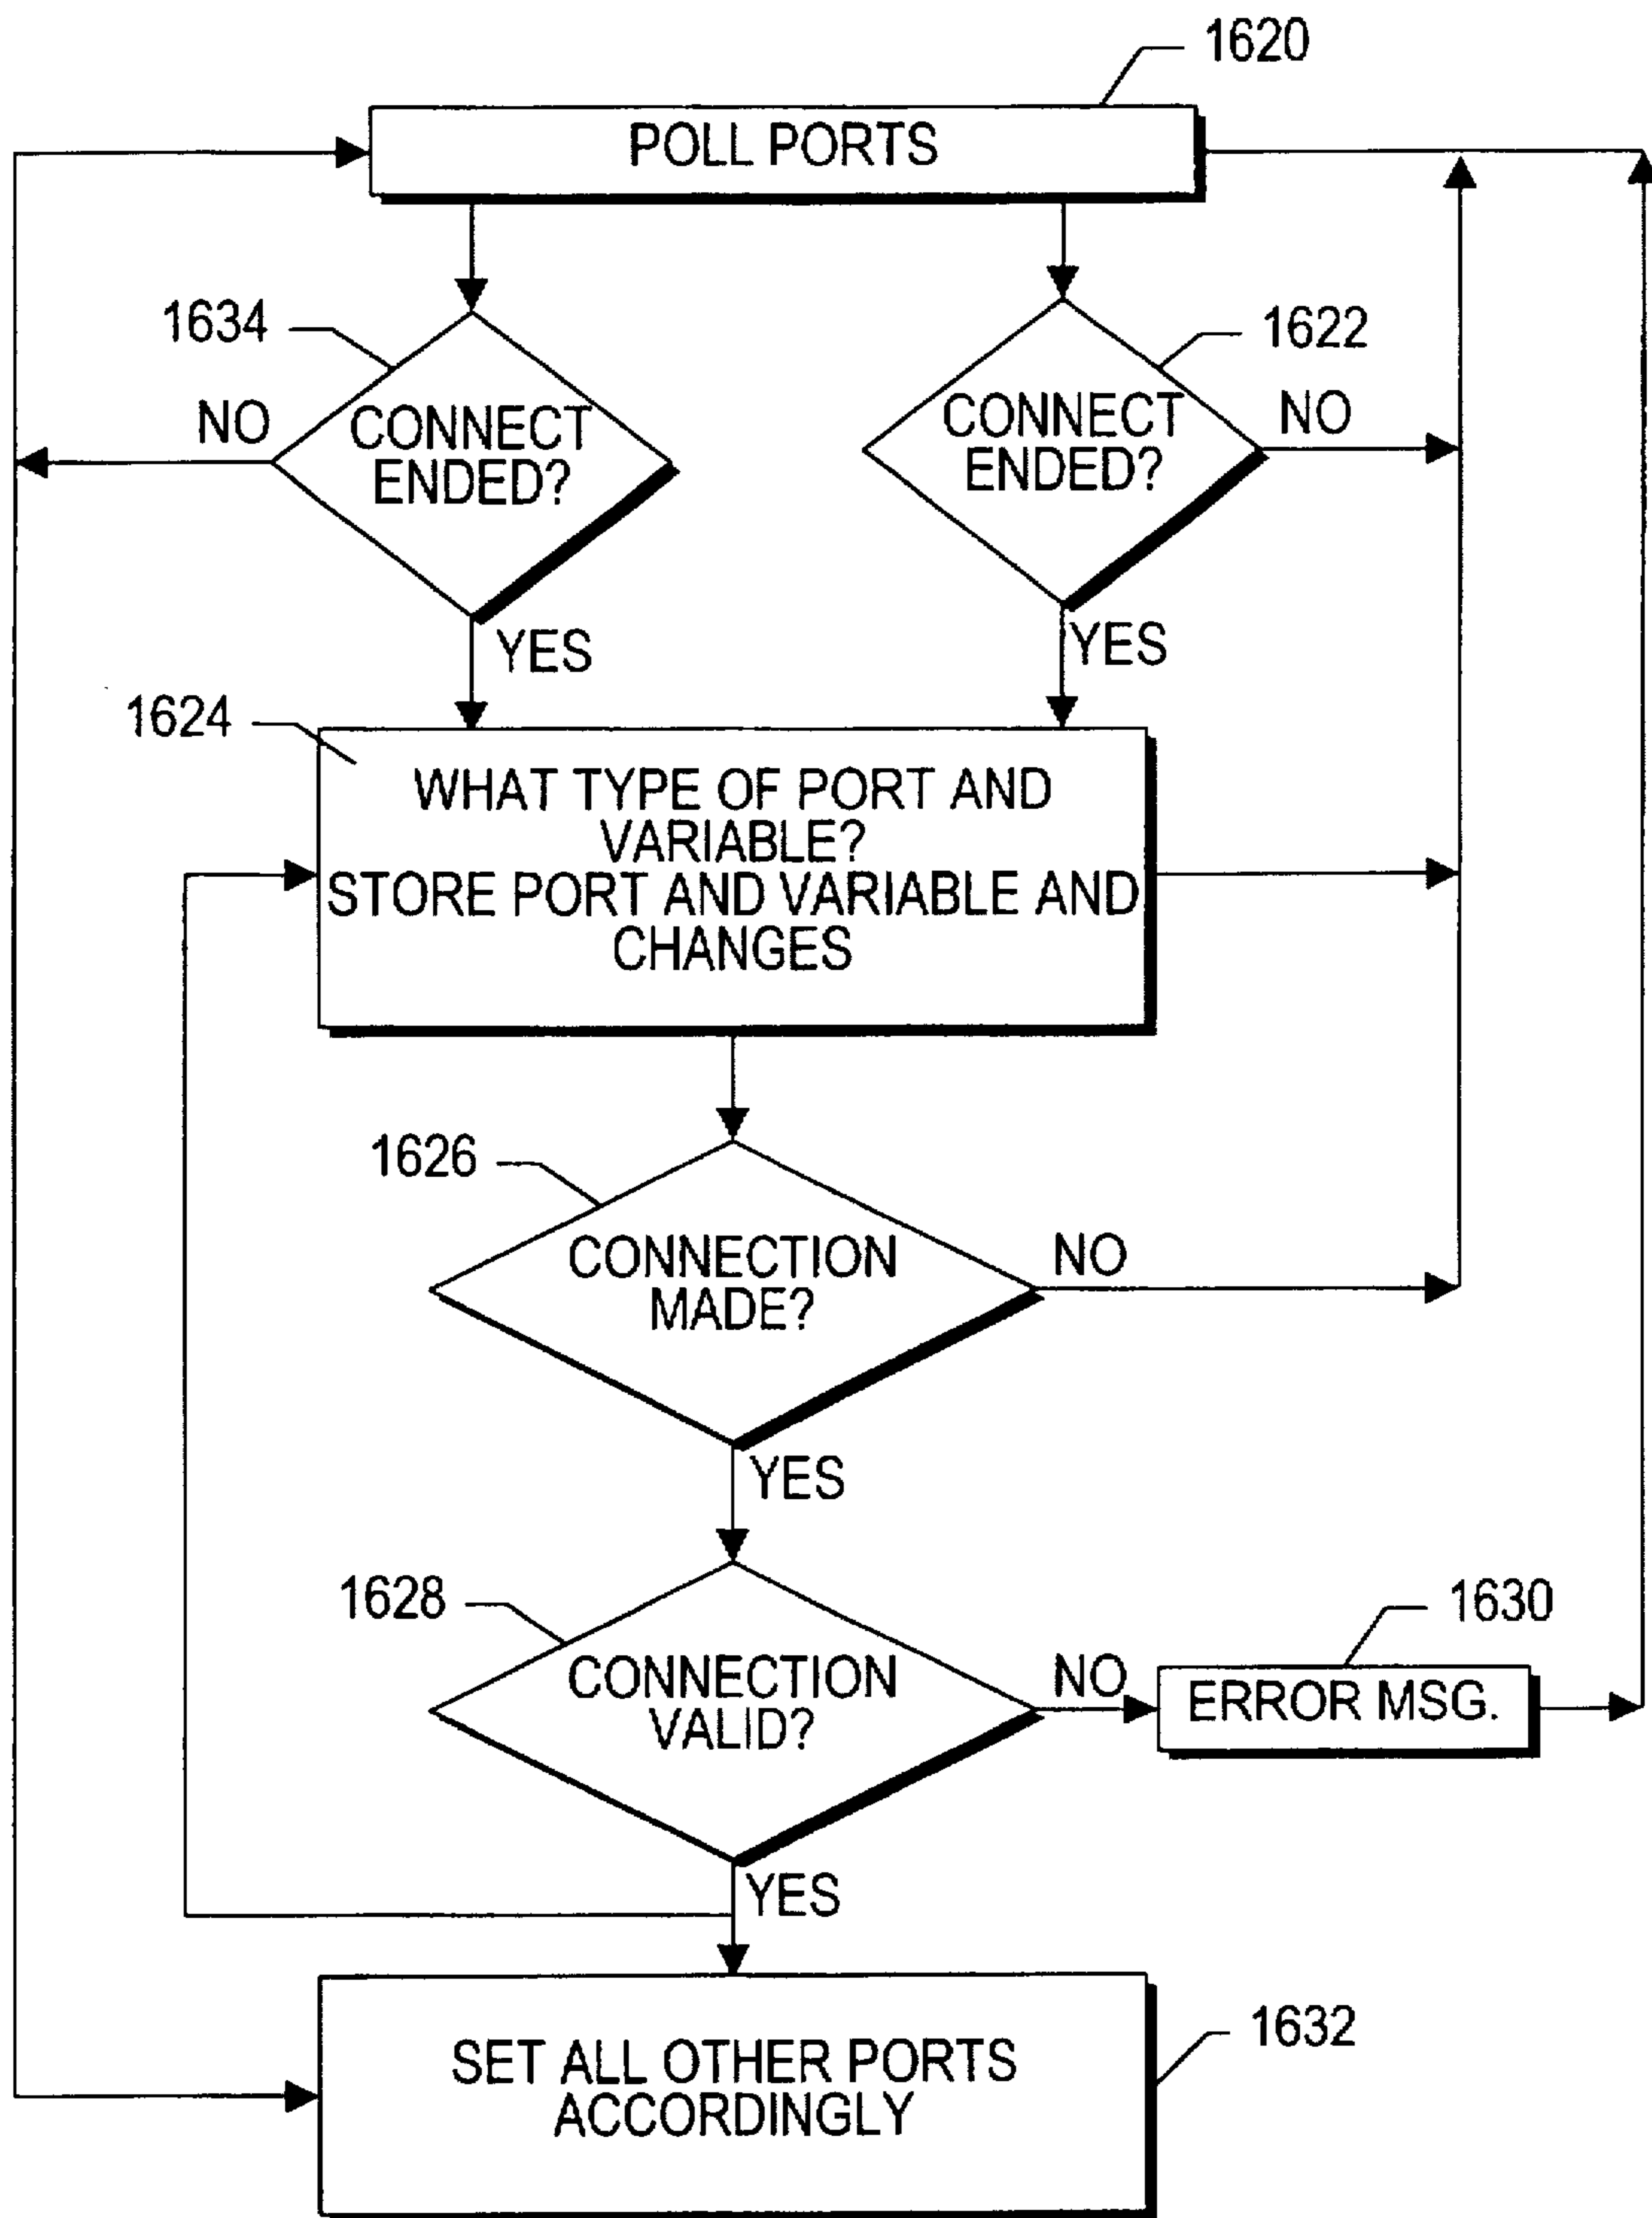 1620
POLL PORTS
1634
1622
CONNECT
ENDED?
NO
CONNECT
ENDED?
NO
YES
YES
1624
WHAT TYPE OF PORT AND
VARIABLE?
STORE PORT AND VARIABLE AND
CHANGES
1626
CONNECTION
MADE?
NO
YES
1628
CONNECTION
VALID?
NO
1630
ERROR MSG.
YES
SET ALL OTHER PORTS
ACCORDINGLY
1632